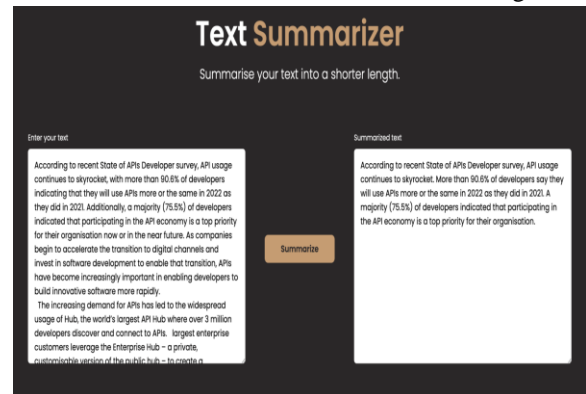 Text Summarizer
Summarise your text into a shorter length.
Enter your text
According to recent State of APIs Developer survey, API usage
continues to skyrocket, with more than 90.6% of developers
indicating that they will use APIs more or the same in 2022 as
they did in 2021. Additionally, a majority (75.5%) of developers
indicated that participating in the API economy is a top priority
for their organisation now or in the near future. As companies
begin to accelerate the transition to digital channels and
invest in software development to enable that transition, APIs
have become increasingly important in enabling developers to
build innovative software more rapidly.
The increasing demand for APIs has led to the widespread
usage of Hub, the world's largest API Hub where over 3 million
developers discover and connect to APIs. largest enterprise
customers leverage the Enterprise Hub – a private,
customisable version of the public hub – to create a
Summarize
Summarized text
According to recent State of APIs Developer survey, API usage
continues to skyrocket. More than 90.6% of developers say they
will use APIs more or the same in 2022 as they did in 2021. A
majority (75.5%) of developers indicated that participating in
the API economy is a top priority for their organisation.